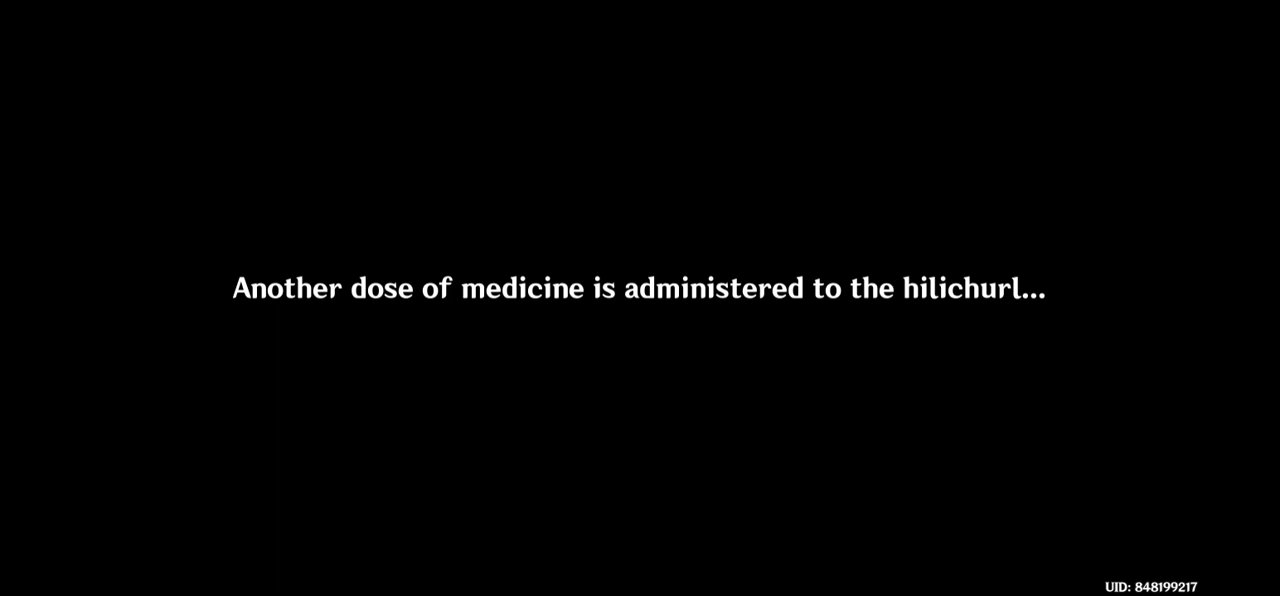 Another dose of medicine is administered to the hilichurl...
UID: 848199217